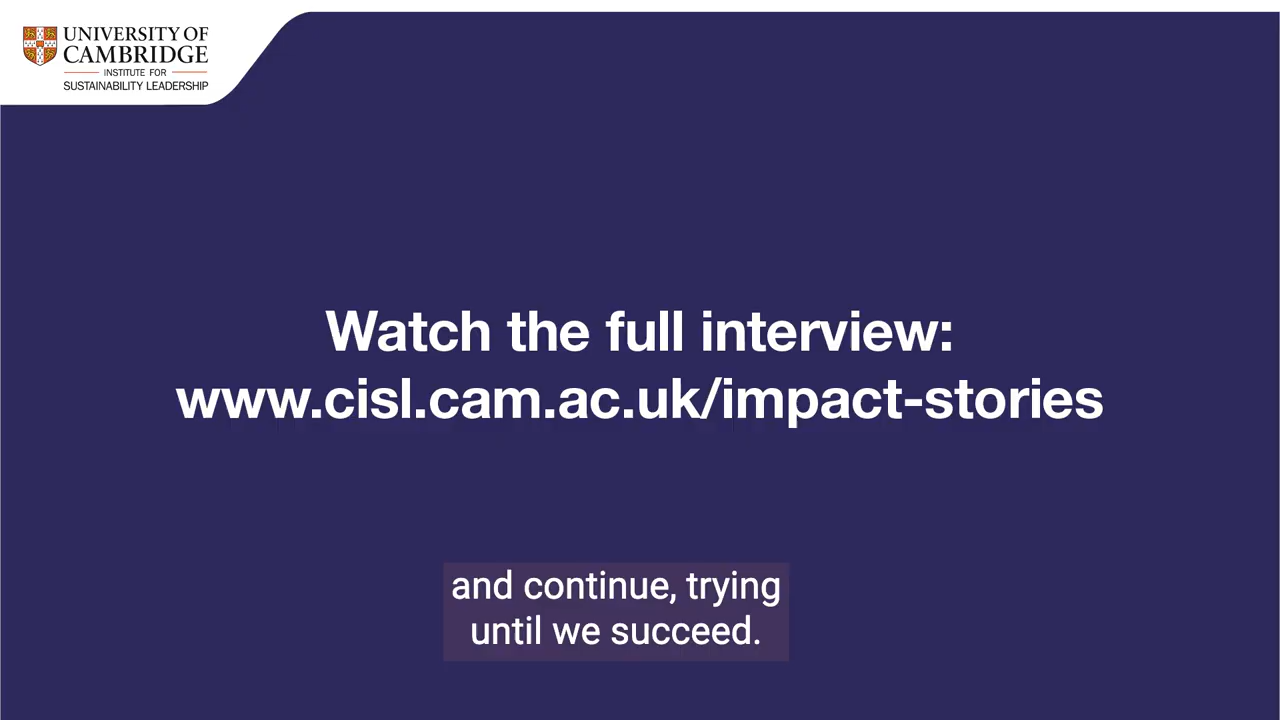 UNIVERSITY OF
CAMBRIDGE
INSTITUTE FOR
SUSTAINABILITY LEADERSHIP
Watch the full interview:
www.cisl.cam.ac.uk/impact-stories
and continue, trying
until we succeed.